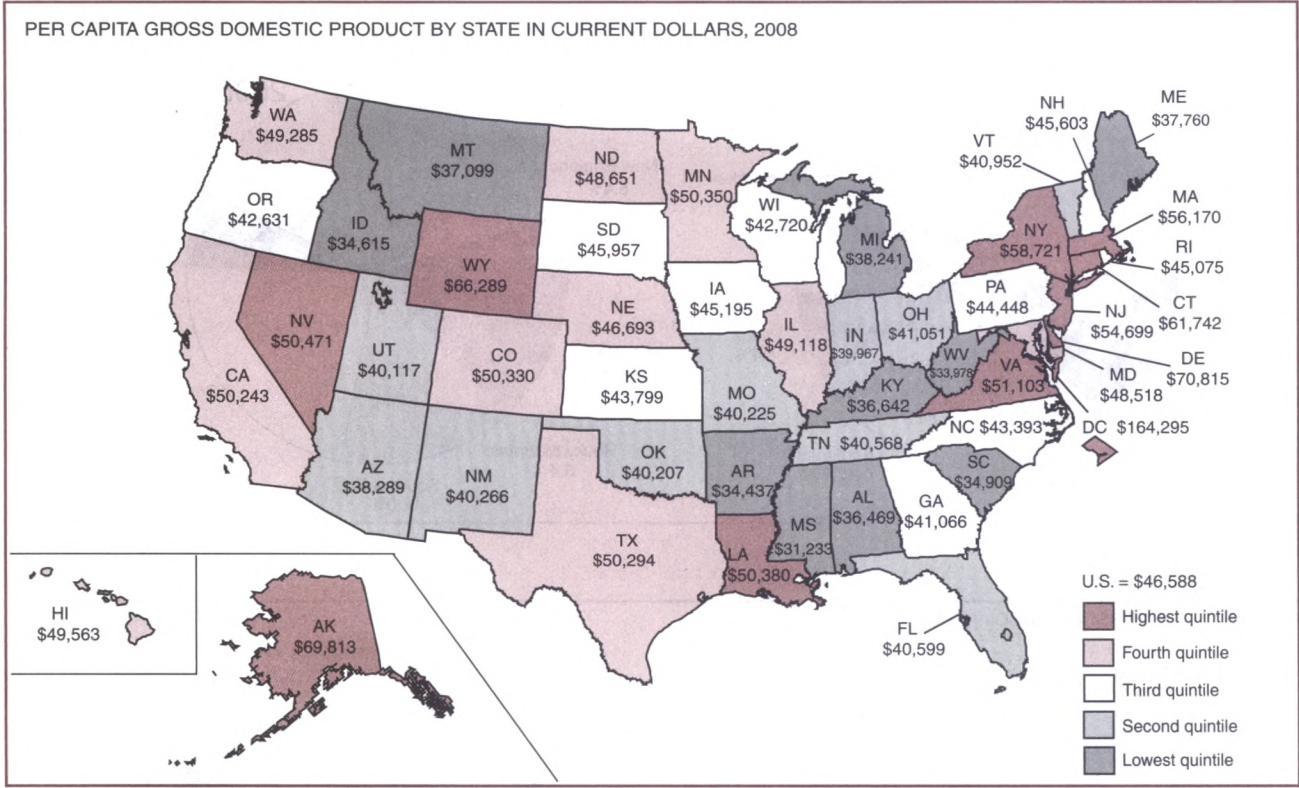 PER CAPITA GROSS DOMESTIC PRODUCT BY STATE IN CURRENT DOLLARS, 2008
WA
$49,285
OR
$42,631
CA
$50,243
NV
$50,471
ID
$34,615
MT
$37,099
WY
$66,289
UT
$40,117
CO
$50,330
AZ
$38,289
NM
$40,266
ND
$48,651
SD
$45,957
NE
$46,693
KS
$43,799
OK
$40,207
TX
$50,294
MN
$50,350
IA
$45,195
MO
$40,225
AR
$34,437
LA
$50,380
WI
$42,720
IL
$49,118
MI
$38,241
IN
$39,967
OH
$41,051
KY
$36,642
TN $40,568
MS
$31,233
AL
$36,469
GA
$41,066
FL
$40,599
SC
$34,909
NC $43,393
VA
$51,103
WV
$33,978
PA
$44,448
NY
$58,721
VT
$40,952
NH
$45,603
ME
$37,760
MA
$56,170
RI
$45,075
CT
$61,742
NJ
$54,699
DE
$70,815
MD
$48,518
DC $164,295
HI
$49,563
AK
$69,813
U.S. = $46,588
Highest quintile
Fourth quintile
Third quintile
Second quintile
Lowest quintile